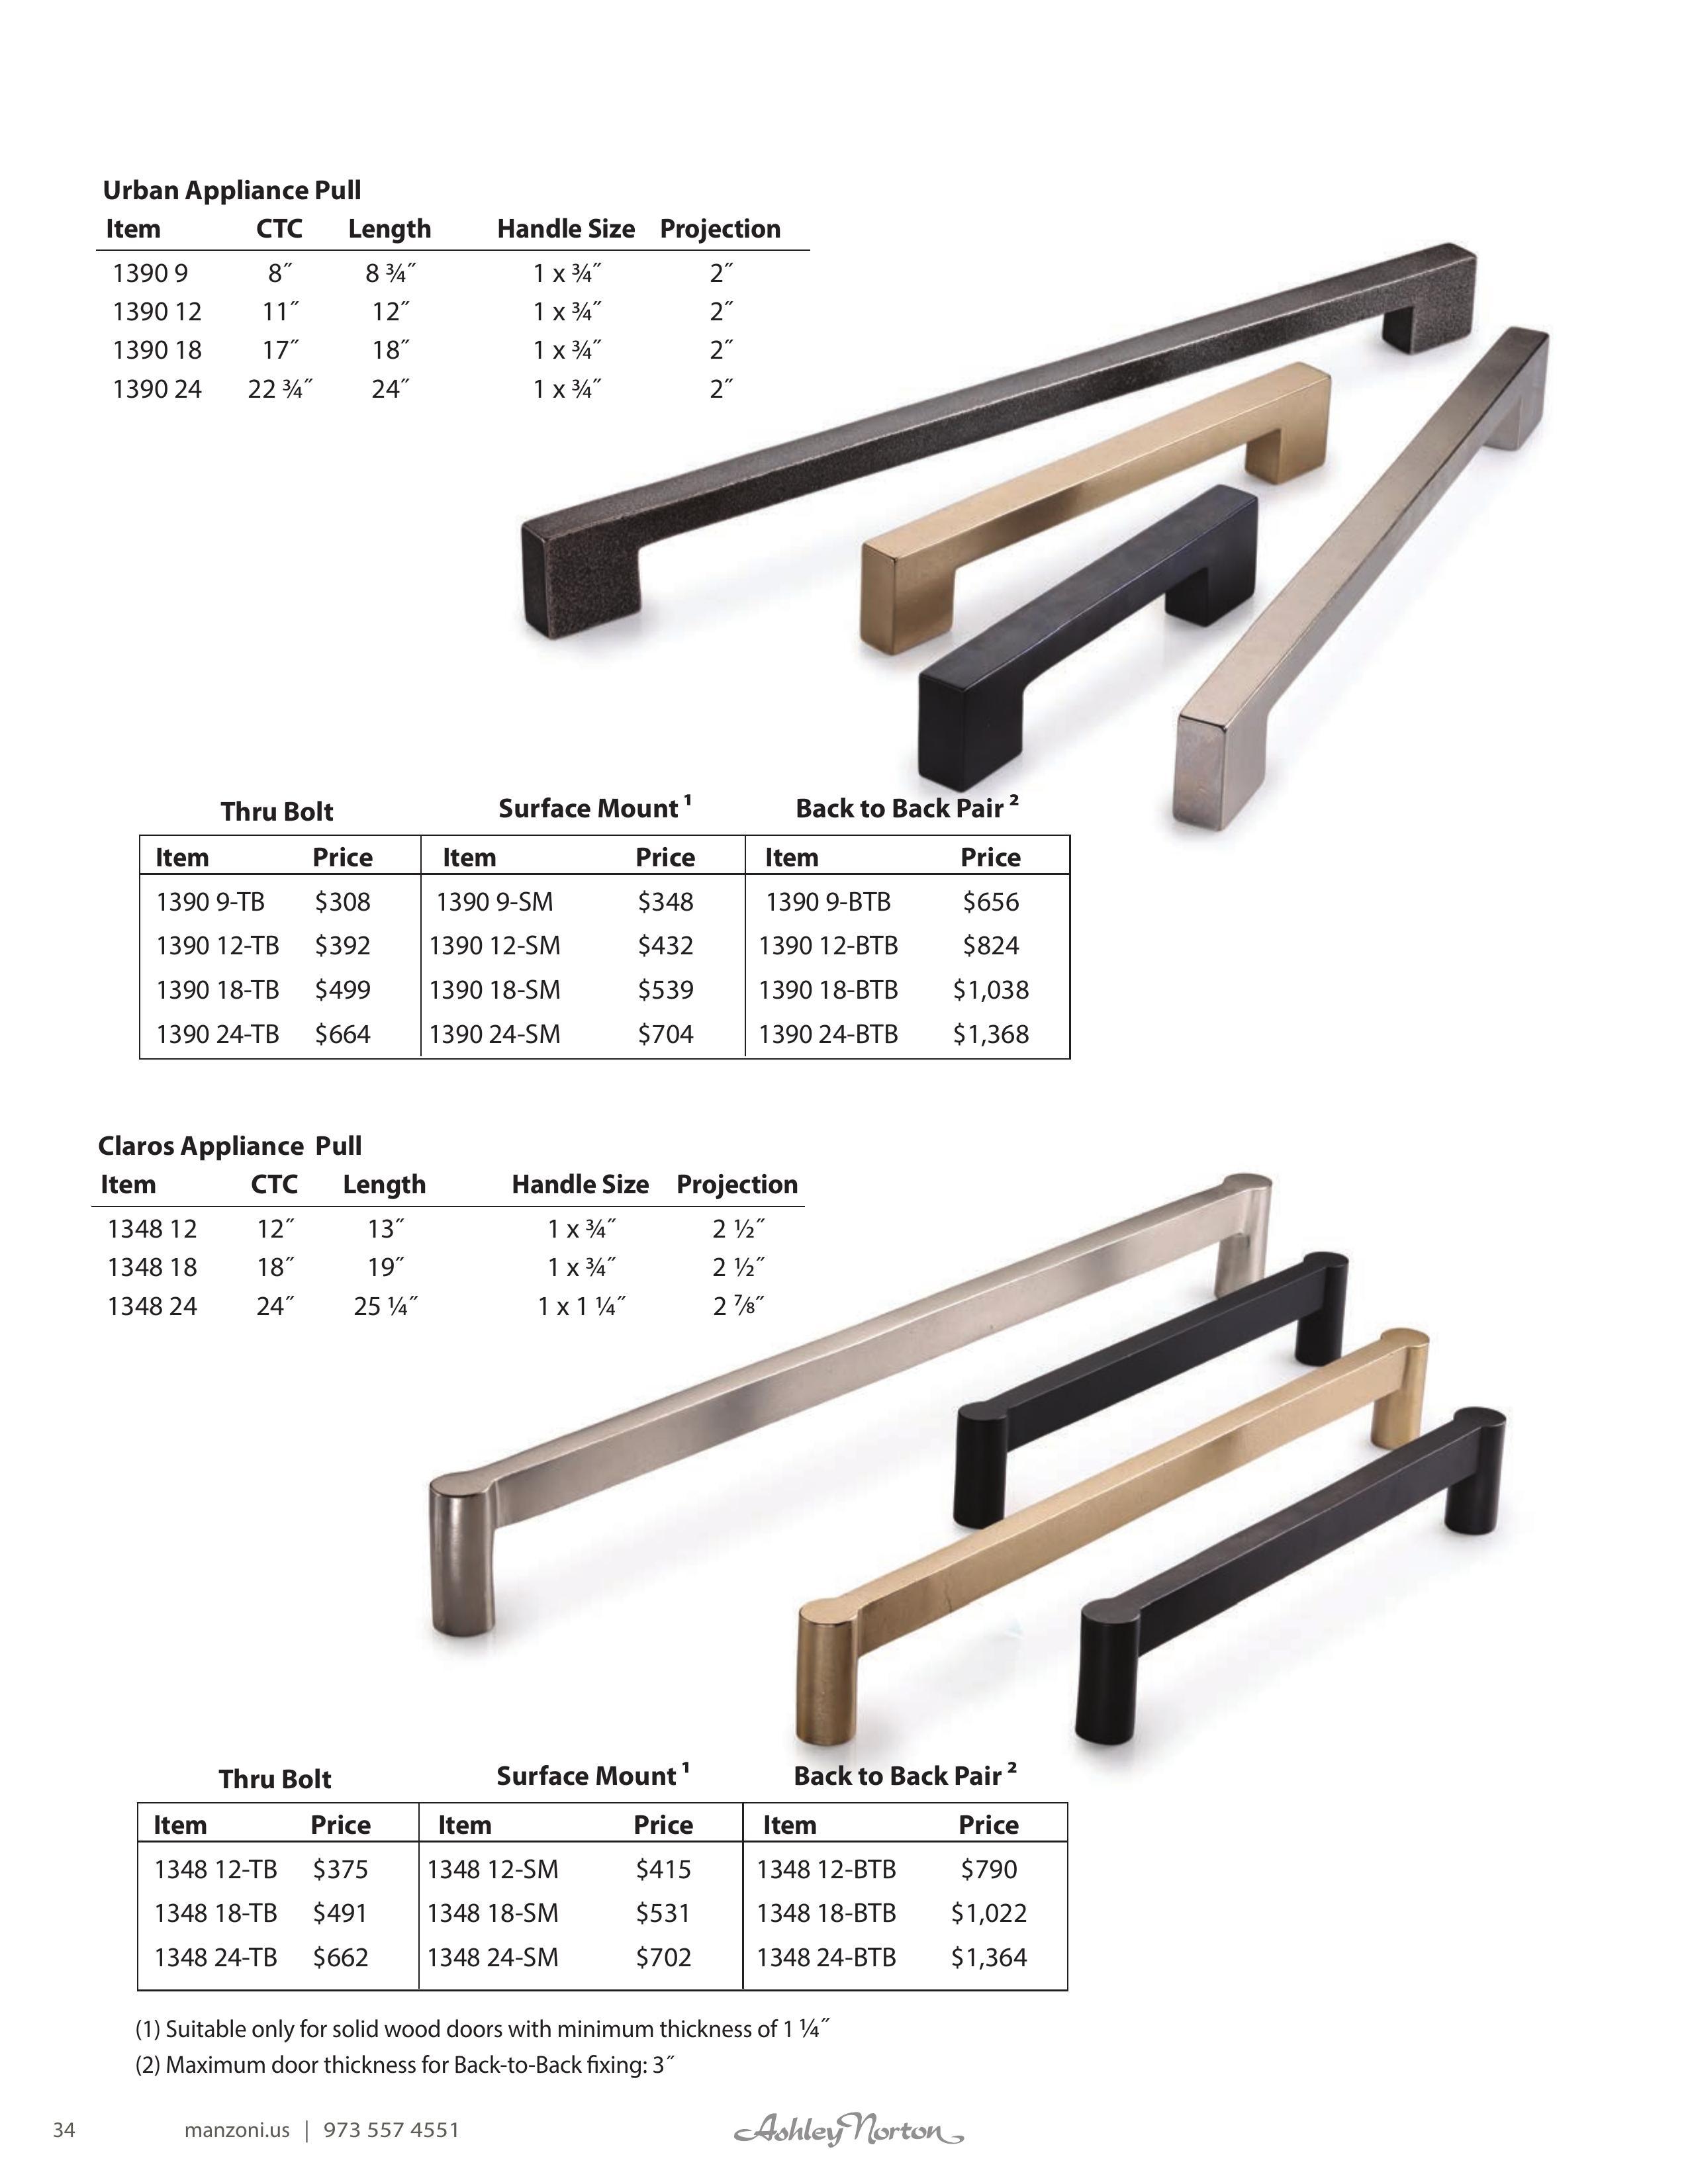 Urban Appliance Pull
Item CTC Length Handle Size Projection
1390 9 8″ 8 ¾″ 1 x ¾″ 2″
1390 12 11″ 12″ 1 x ¾″ 2″
1390 18 17″ 18″ 1 x ¾″ 2″
1390 24 22 ¾″ 24″ 1 x ¾″ 2″
Thru Bolt Surface Mount ¹ Back to Back Pair ²
Item Price Item Price Item Price
1390 9-TB $308 1390 9-SM $348 1390 9-BTB $656
1390 12-TB $392 1390 12-SM $432 1390 12-BTB $824
1390 18-TB $499 1390 18-SM $539 1390 18-BTB $1,038
1390 24-TB $664 1390 24-SM $704 1390 24-BTB $1,368
Claros Appliance Pull
Item CTC Length Handle Size Projection
1348 12 12″ 13″ 1 x ¾″ 2 ½″
1348 18 18″ 19″ 1 x ¾″ 2 ½″
1348 24 24″ 25 ¼″ 1 x 1 ¼″ 2 ⅞″
Thru Bolt Surface Mount ¹ Back to Back Pair ²
Item Price Item Price Item Price
1348 12-TB $375 1348 12-SM $415 1348 12-BTB $790
1348 18-TB $491 1348 18-SM $531 1348 18-BTB $1,022
1348 24-TB $662 1348 24-SM $702 1348 24-BTB $1,364
(1) Suitable only for solid wood doors with minimum thickness of 1 ¼″
(2) Maximum door thickness for Back-to-Back fixing: 3″
34 manzoni.us | 973 557 4551 Ashley Norton